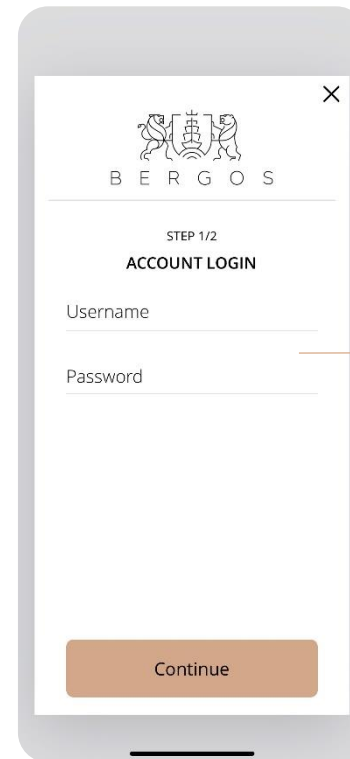 BERGOS
STEP 1/2
ACCOUNT LOGIN
Username
Password
Continue